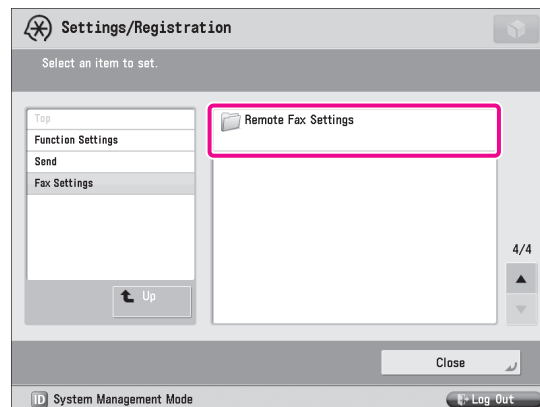 Settings/Registration
Select an item to set.
Top
Function Settings
Send
Fax Settings
Up
Remote Fax Settings
4/4
Close
ID System Management Mode
Log Out